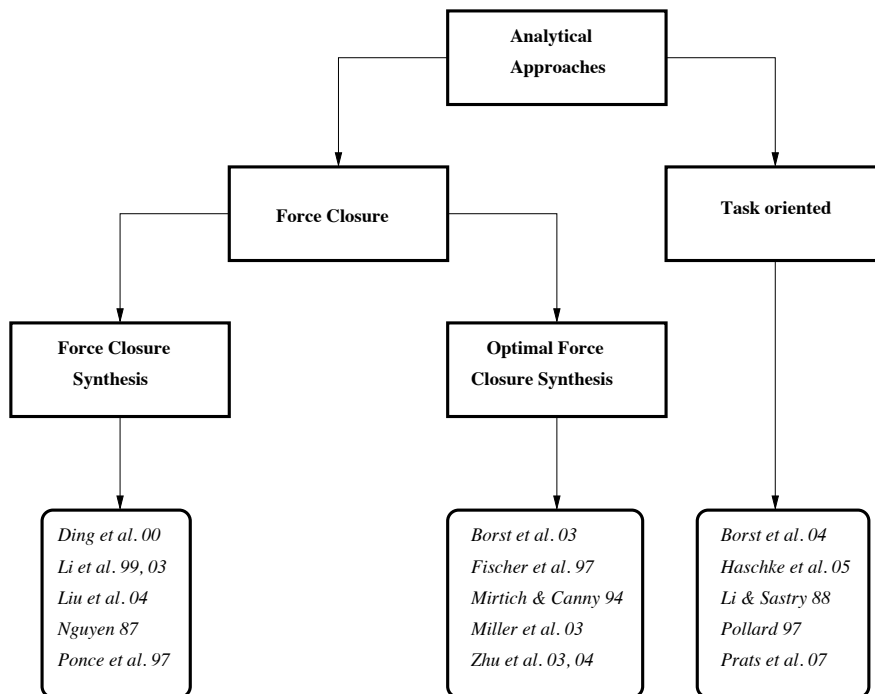 Analytical
Approaches
Force Closure
Task oriented
Force Closure
Synthesis
Optimal Force
Closure Synthesis
Ding et al. 00
Li et al. 99, 03
Liu et al. 04
Nguyen 87
Ponce et al. 97
Borst et al. 03
Fischer et al. 97
Mirtich & Canny 94
Miller et al. 03
Zhu et al. 03, 04
Borst et al. 04
Haschke et al. 05
Li & Sastry 88
Pollard 97
Prats et al. 07